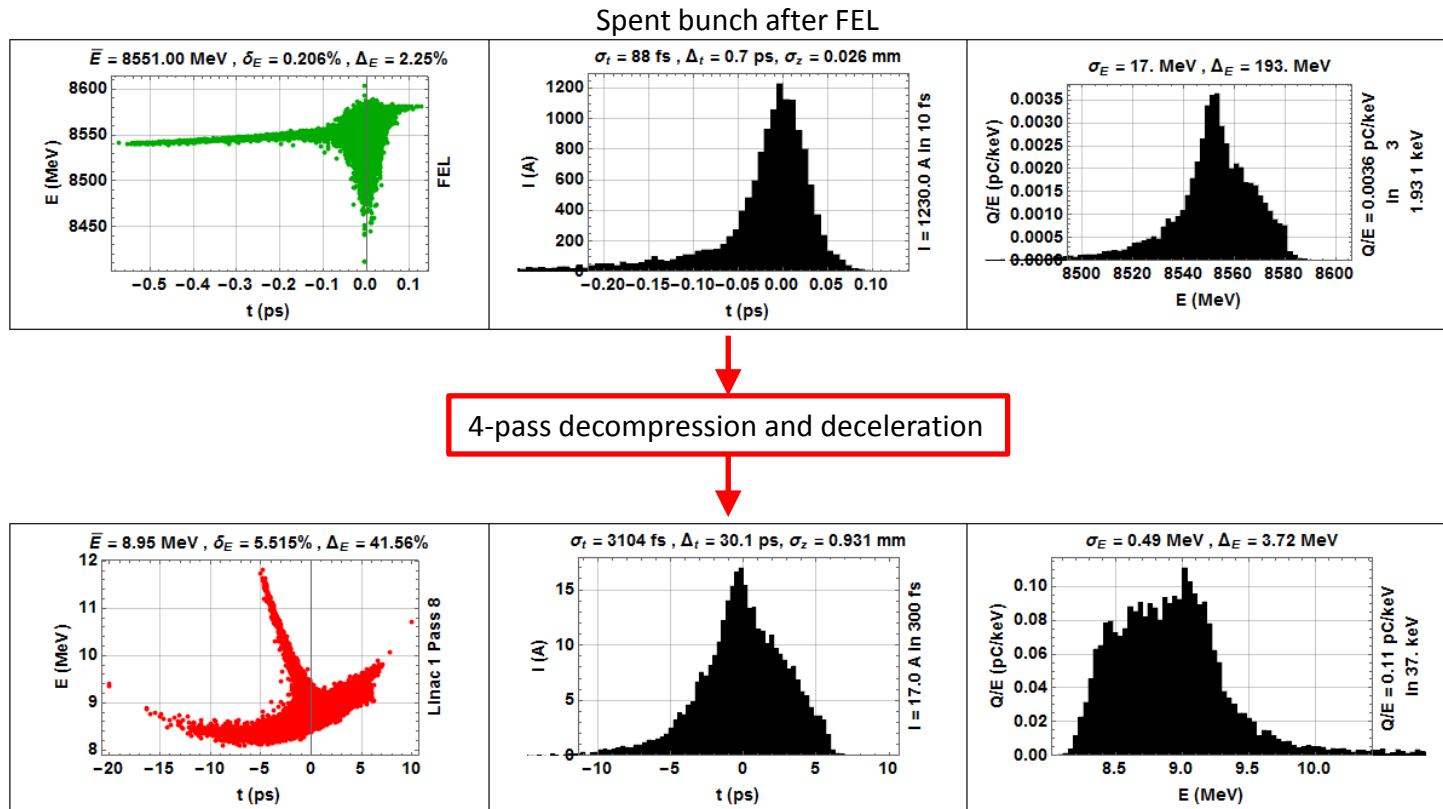 Spent bunch after FEL
E̅ = 8551.00 MeV , δE = 0.206% , ΔE = 2.25%
8600
8550
8500
8450
E (MeV)
−0.5 −0.4 −0.3 −0.2 −0.1 0.0 0.1
t (ps)
FEL
σt = 88 fs , Δt = 0.7 ps, σz = 0.026 mm
1200
1000
800
600
400
200
0
I (A)
−0.20 −0.15 −0.10 −0.05 0.00 0.05 0.10
t (ps)
I = 1230.0 A In 10 fs
σE = 17. MeV , ΔE = 193. MeV
0.0035
0.0030
0.0025
0.0020
0.0015
0.0010
0.0005
0.0000
Q/E (pC/keV)
8500 8520 8540 8560 8580 8600
E (MeV)
Q/E = 0.0036 pC/keV
In 3
1.93 1 keV
4-pass decompression and deceleration
E̅ = 8.95 MeV , δE = 5.515% , ΔE = 41.56%
12
11
10
9
8
E (MeV)
−20 −15 −10 −5 0 5 10
t (ps)
Linac 1 Pass 8
σt = 3104 fs , Δt = 30.1 ps, σz = 0.931 mm
15
10
5
0
I (A)
−10 −5 0 5 10
t (ps)
I = 17.0 A In 300 fs
σE = 0.49 MeV , ΔE = 3.72 MeV
0.10
0.08
0.06
0.04
0.02
0.00
Q/E (pC/keV)
8.5 9.0 9.5 10.0
E (MeV)
Q/E = 0.11 pC/keV
In 37. keV